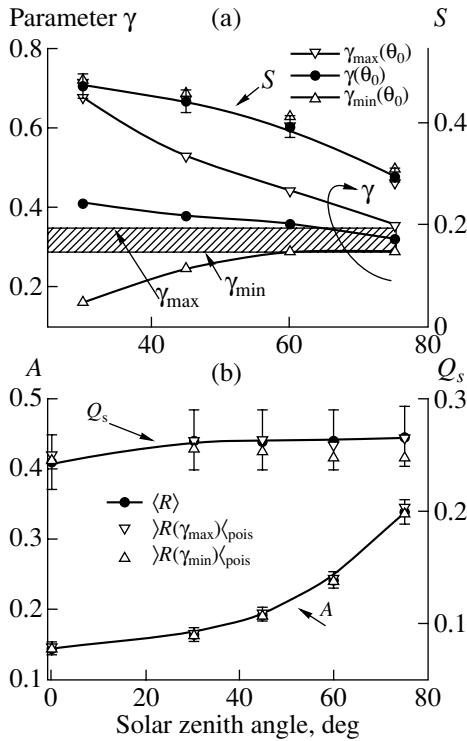 Parameter γ (a) S
0.8
0.6
0.4
0.2
γmax(θ0)
γ(θ0)
γmin(θ0)
0.4
0.2
0
S
γ
γmax
γmin
40 60 80
A (b) Qs
0.5
0.4
0.3
0.2
0.1
0.3
0.2
0.1
Qs
⟨R⟩
⟩R(γmax)⟨pois
⟩R(γmin)⟨pois
A
0 20 40 60 80
Solar zenith angle, deg